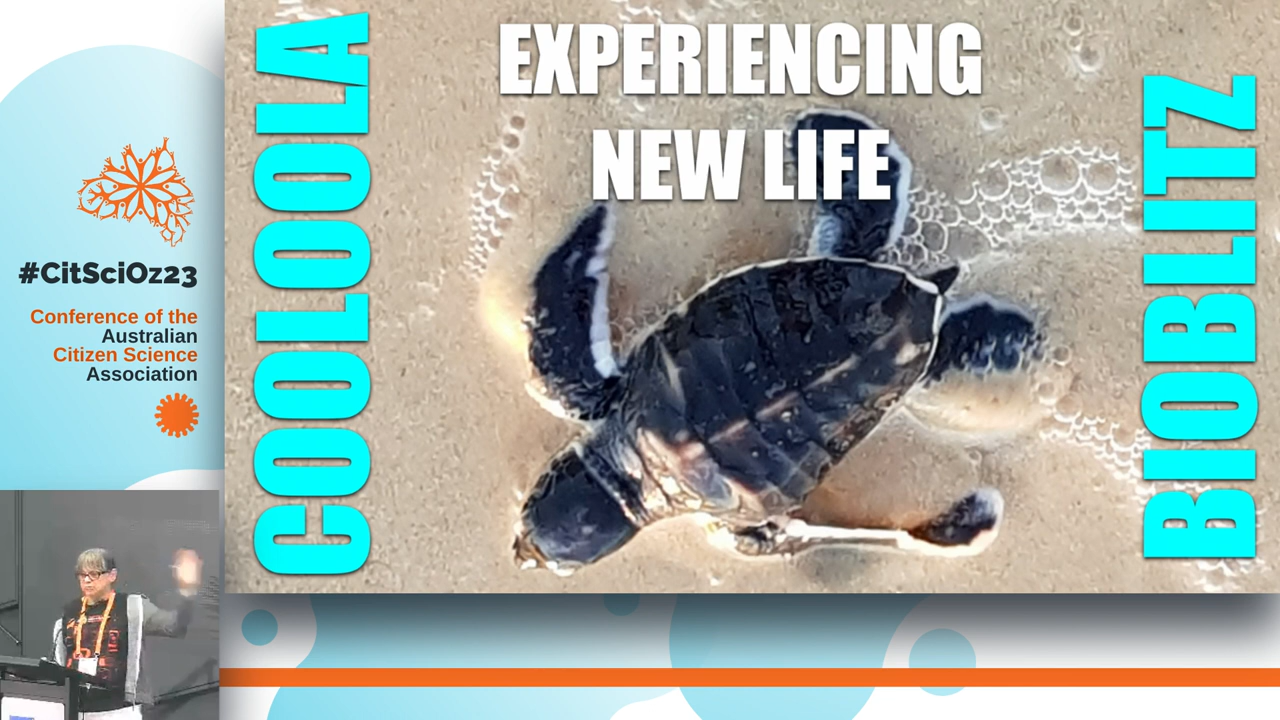 #CitSciOz23
Conference of the
Australian
Citizen Science
Association
COOLOOLA
EXPERIENCING
NEW LIFE
BIOBLITZ